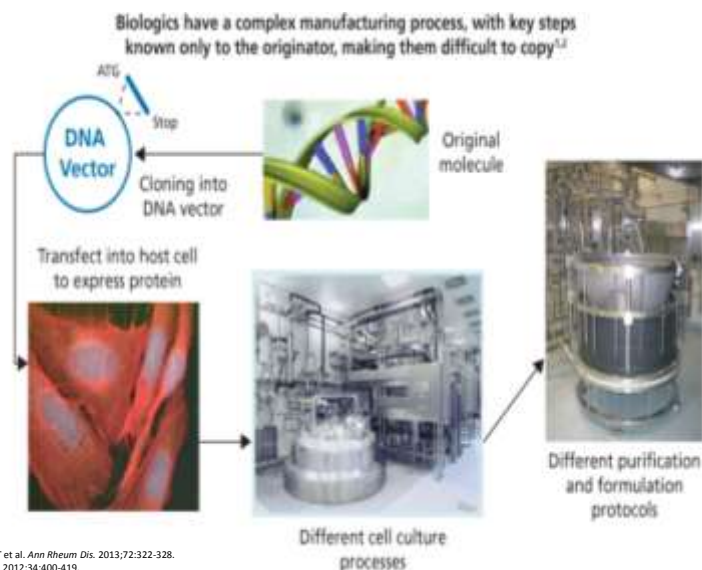 Biologics have a complex manufacturing process, with key steps
known only to the originator, making them difficult to copy1,2
ATG
Stop
DNA
Vector
Cloning into
DNA vector
Original
molecule
Transfect into host cell
to express protein
Different cell culture
processes
Different purification
and formulation
protocols
et al. Ann Rheum Dis. 2013;72:322-328.
2012;34:400-419